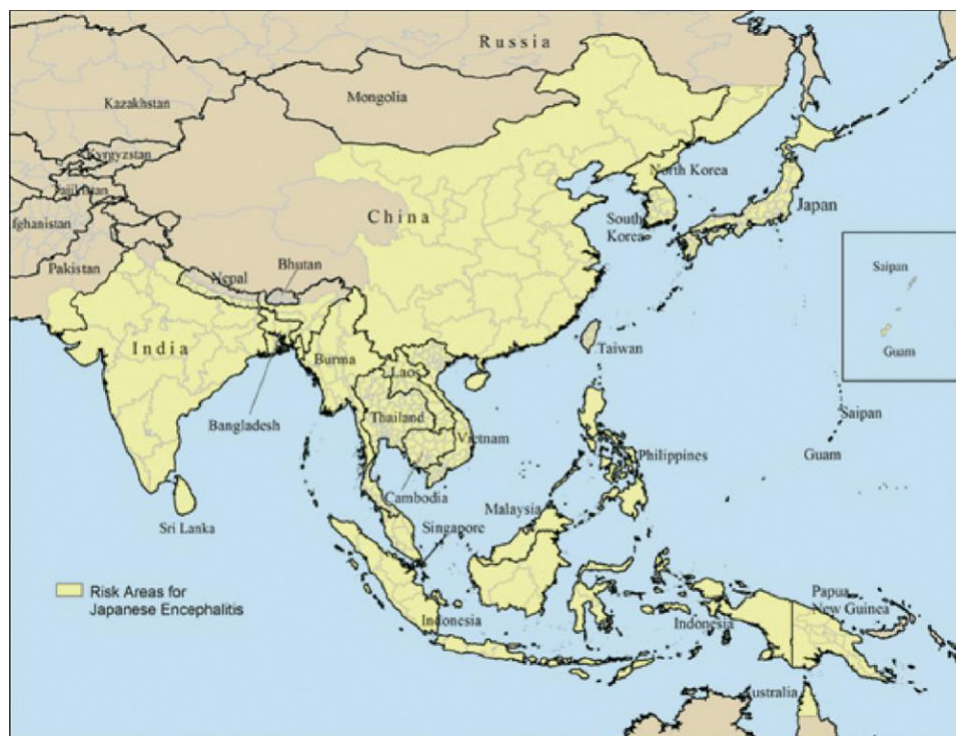 Russia
Kazakhstan
Mongolia
Kyrgyzstan
Tajikistan
North Korea
Afghanistan
China
South
Korea
Japan
Pakistan
Nepal
Bhutan
Saipan
India
Burma
Taiwan
Guam
Laos
Bangladesh
Thailand
Saipan
Vietnam
Guam
Philippines
Cambodia
Malaysia
Sri Lanka
Singapore
Risk Areas for
Japanese Encephalitis
Papua
New Guinea
Indonesia
Indonesia
Australia